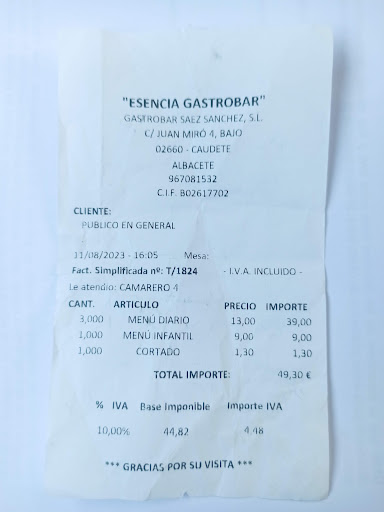 "ESENCIA GASTROBAR"
GASTROBAR SAEZ SANCHEZ, S.L.
C/ JUAN MIRÓ 4, BAJO
02660 - CAUDETE
ALBACETE
967081532
C.I.F. B02617702
CLIENTE:
PUBLICO EN GENERAL
11/08/2023 - 16:05 Mesa:
Fact. Simplificada nº: T/1824 - I.V.A. INCLUIDO -
Le atendio: CAMARERO 4
CANT. ARTICULO PRECIO IMPORTE
3,000 MENÚ DIARIO 13,00 39,00
1,000 MENÚ INFANTIL 9,00 9,00
1,000 CORTADO 1,30 1,30
TOTAL IMPORTE: 49,30 €
% IVA Base Imponible Importe IVA
10,00% 44,82 4,48
*** GRACIAS POR SU VISITA ***